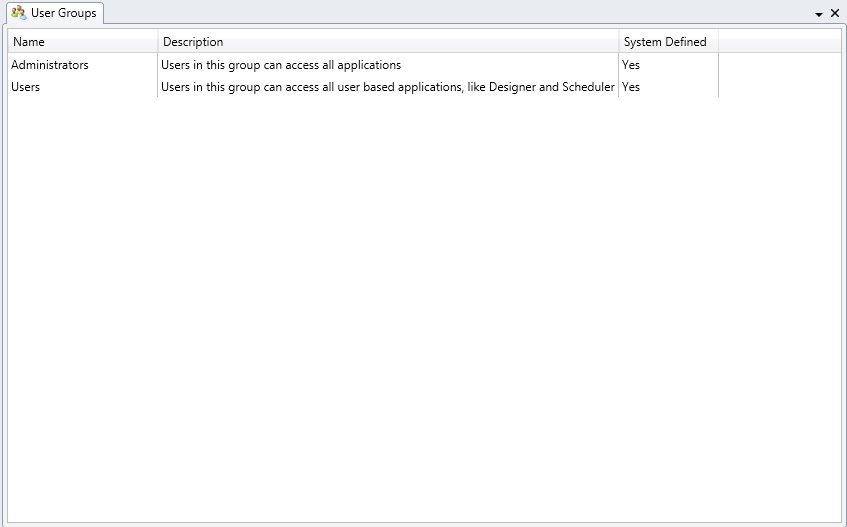 User Groups
Name Description System Defined
Administrators Users in this group can access all applications Yes
Users Users in this group can access all user based applications, like Designer and Scheduler Yes